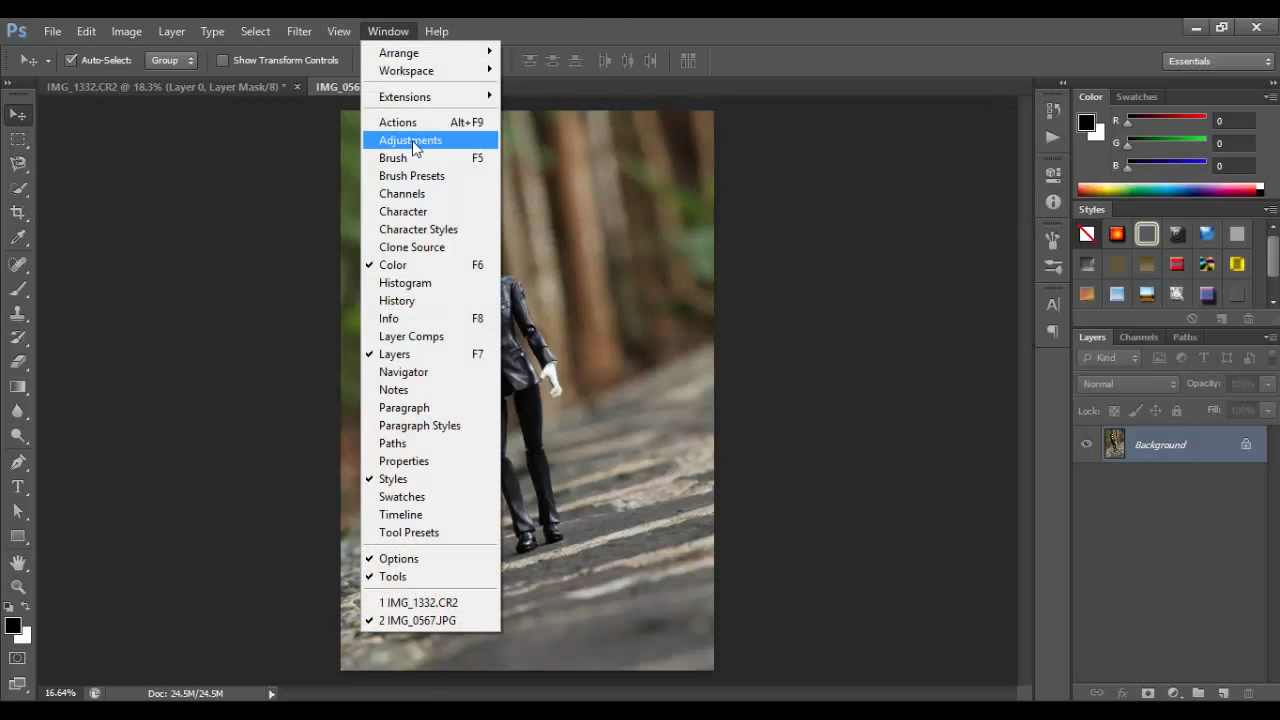 Ps File Edit Image Layer Type Select Filter View Window Help
Auto-Select: Group Show Transform Controls Essentials
IMG_1332.CR2 @ 18.3% (Layer 0, Layer Mask/8) * × IMG_056
Arrange
Workspace
Extensions
Actions Alt+F9
Adjustments
Brush F5
Brush Presets
Channels
Character
Character Styles
Clone Source
Color F6
Histogram
History
Info F8
Layer Comps
Layers F7
Navigator
Notes
Paragraph
Paragraph Styles
Paths
Properties
Styles
Swatches
Timeline
Tool Presets
Options
Tools
1 IMG_1332.CR2
2 IMG_0567.JPG
Color Swatches
R 0
G 0
B 0
Styles
Layers Channels Paths
Kind
Normal Opacity: 100%
Lock: Fill: 100%
Background
16.64% Doc: 24.5M/24.5M